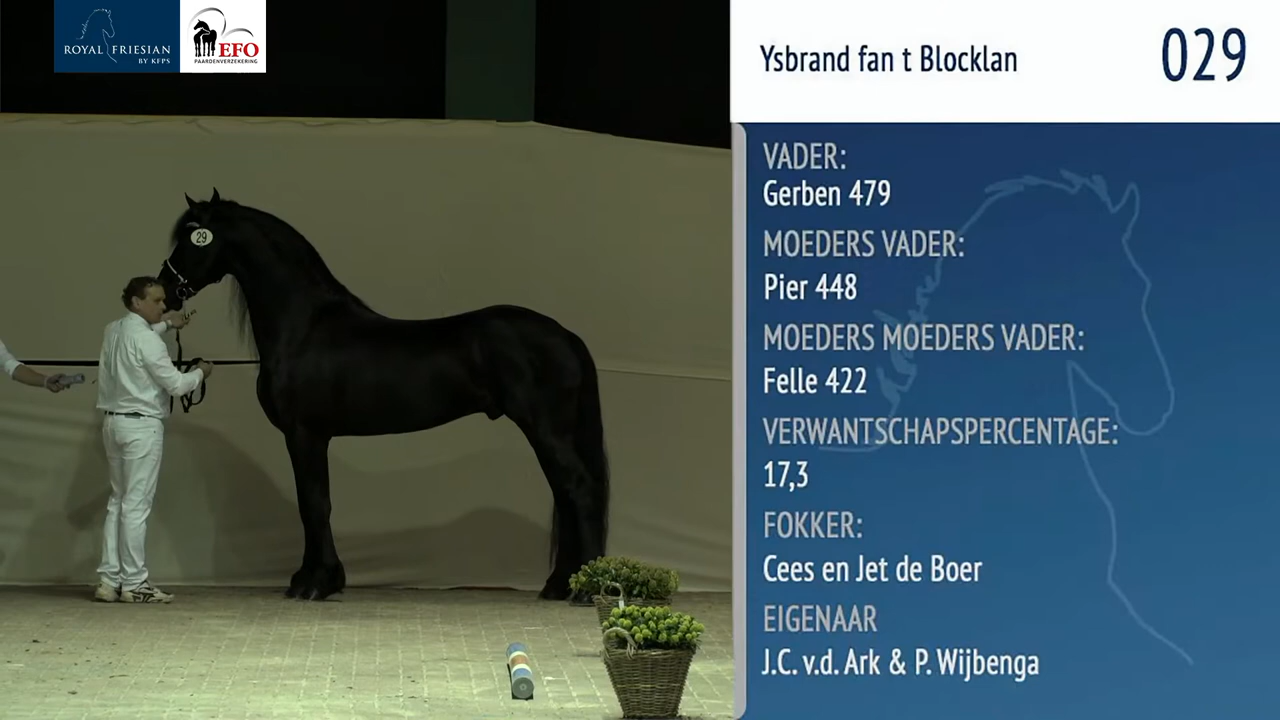 ROYAL FRIESIAN
BY KFPS
EFO
PAARDENVERZEKERING
29
Ysbrand fan t Blocklan
029
VADER:
Gerben 479
MOEDERS VADER:
Pier 448
MOEDERS MOEDERS VADER:
Felle 422
VERWANTSCHAPSPERCENTAGE:
17,3
FOKKER:
Cees en Jet de Boer
EIGENAAR
J.C. v.d. Ark & P. Wijbenga